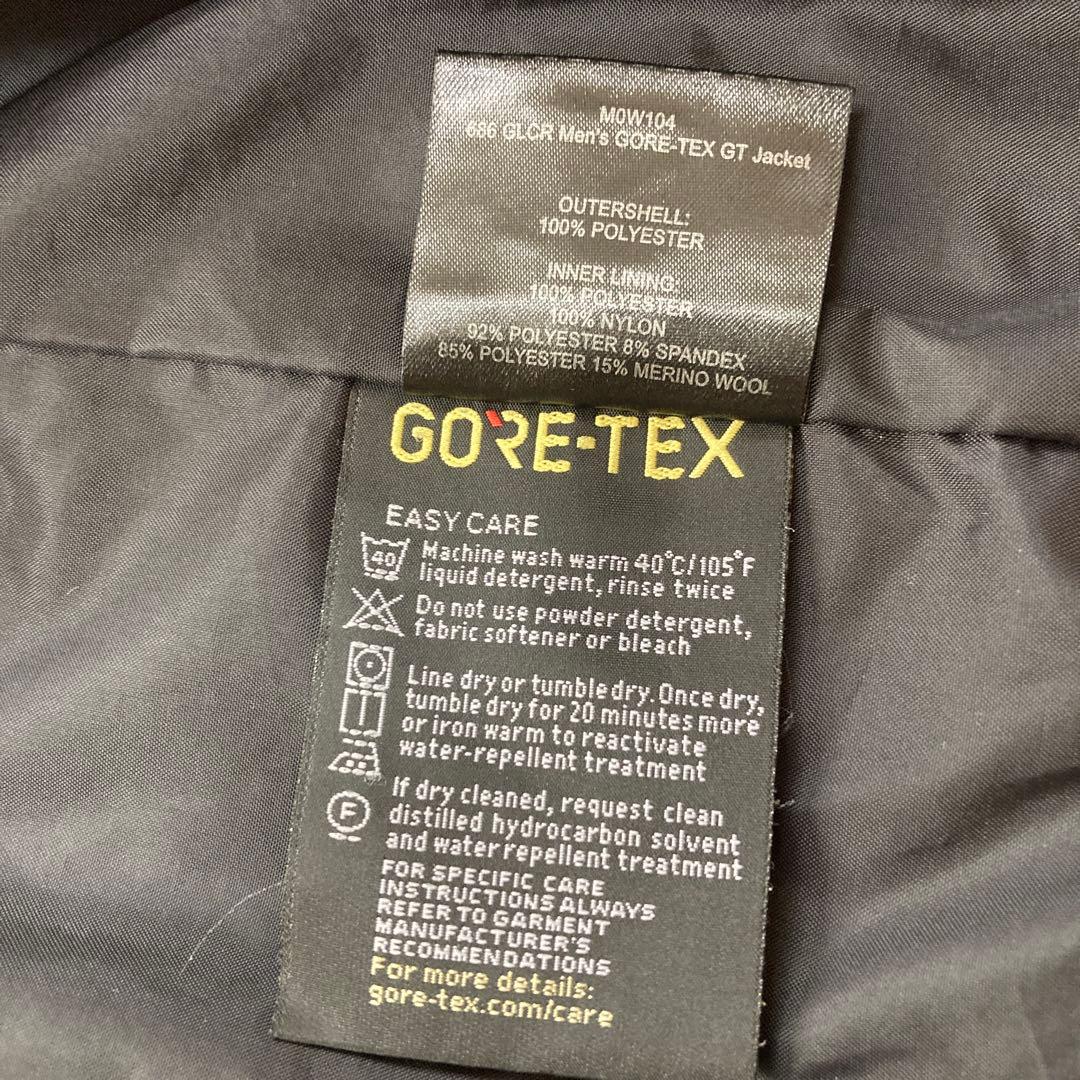 M0W104
686 GLCR Men's GORE-TEX GT Jacket
OUTERSHELL:
100% POLYESTER
INNER LINING:
100% POLYESTER
100% NYLON
92% POLYESTER 8% SPANDEX
85% POLYESTER 15% MERINO WOOL
GORE-TEX
EASY CARE
40
Machine wash warm 40°C/105°F
liquid detergent, rinse twice
Do not use powder detergent,
fabric softener or bleach
Line dry or tumble dry. Once dry,
tumble dry for 20 minutes more
or iron warm to reactivate
water-repellent treatment
F
If dry cleaned, request clean
distilled hydrocarbon solvent
and water repellent treatment
FOR SPECIFIC CARE
INSTRUCTIONS ALWAYS
REFER TO GARMENT
MANUFACTURER'S
RECOMMENDATIONS
For more details:
gore-tex.com/care